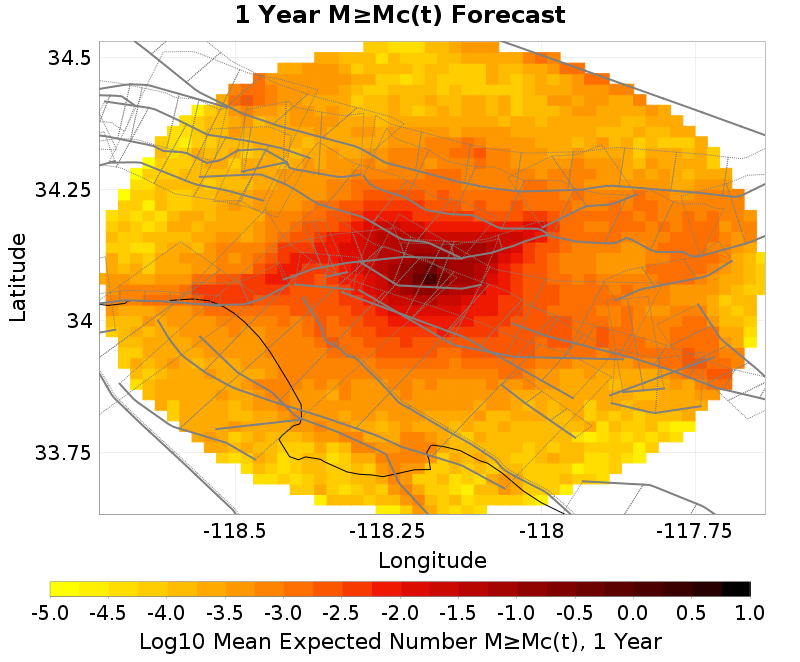 1 Year M≥Mc(t) Forecast
34.5
34.25
34
33.75
Latitude
-118.5 -118.25 -118 -117.75
Longitude
-5.0 -4.5 -4.0 -3.5 -3.0 -2.5 -2.0 -1.5 -1.0 -0.5 0.0 0.5 1.0
Log10 Mean Expected Number M≥Mc(t), 1 Year